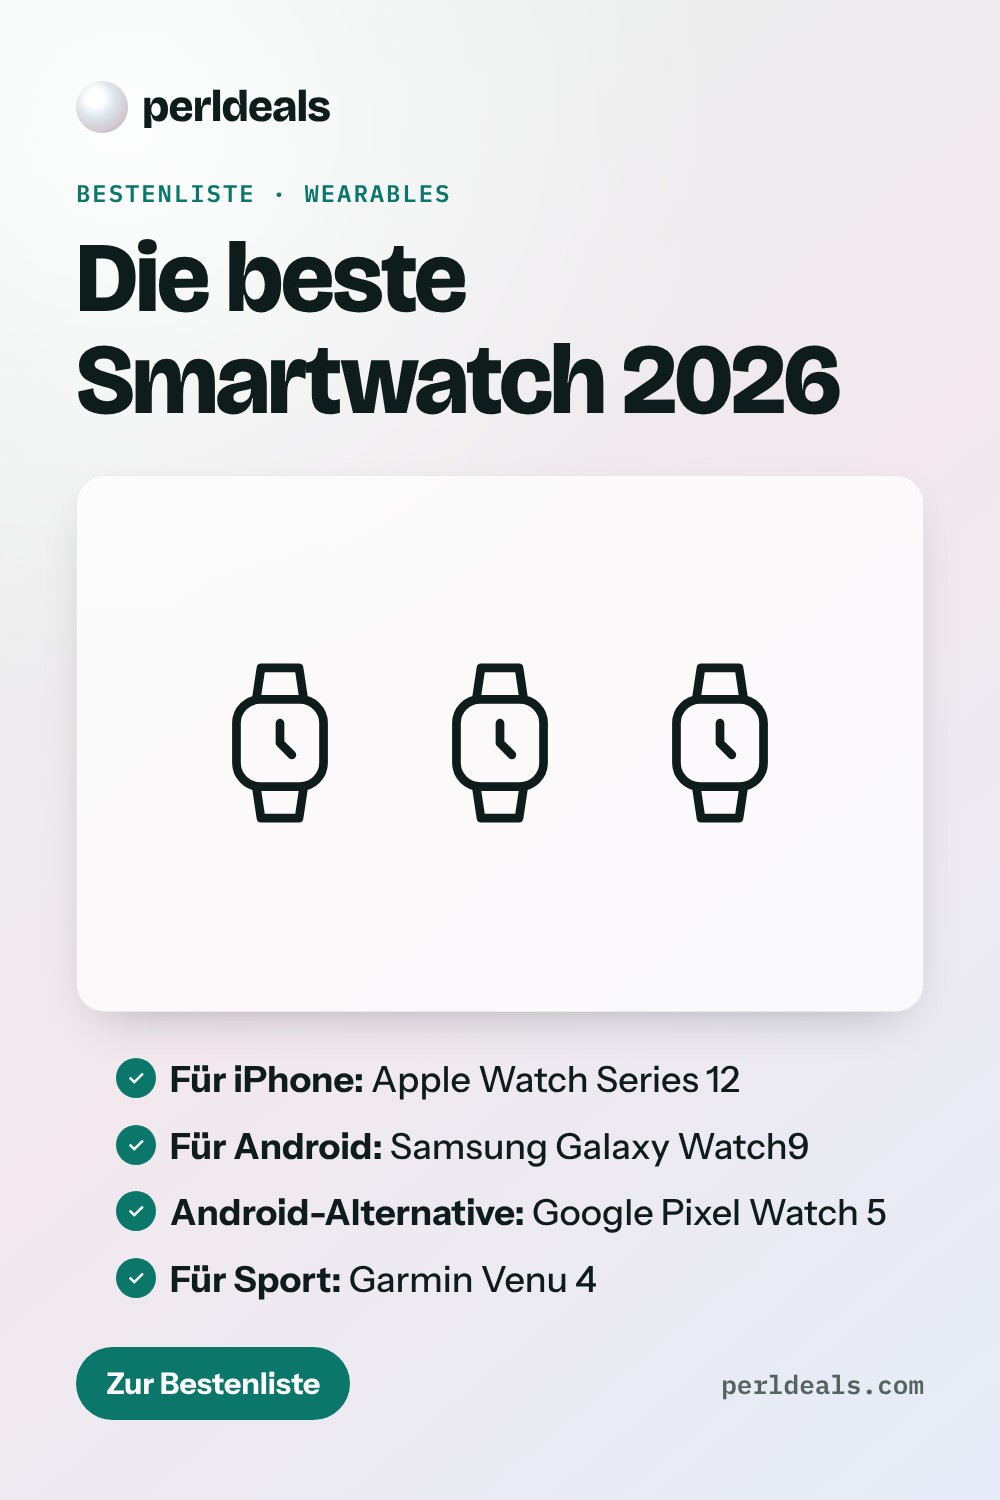 perldeals
BESTENLISTE · WEARABLES
Die beste
Smartwatch 2026
Für iPhone: Apple Watch Series 12
Für Android: Samsung Galaxy Watch9
Android-Alternative: Google Pixel Watch 5
Für Sport: Garmin Venu 4
Zur Bestenliste
perldeals.com